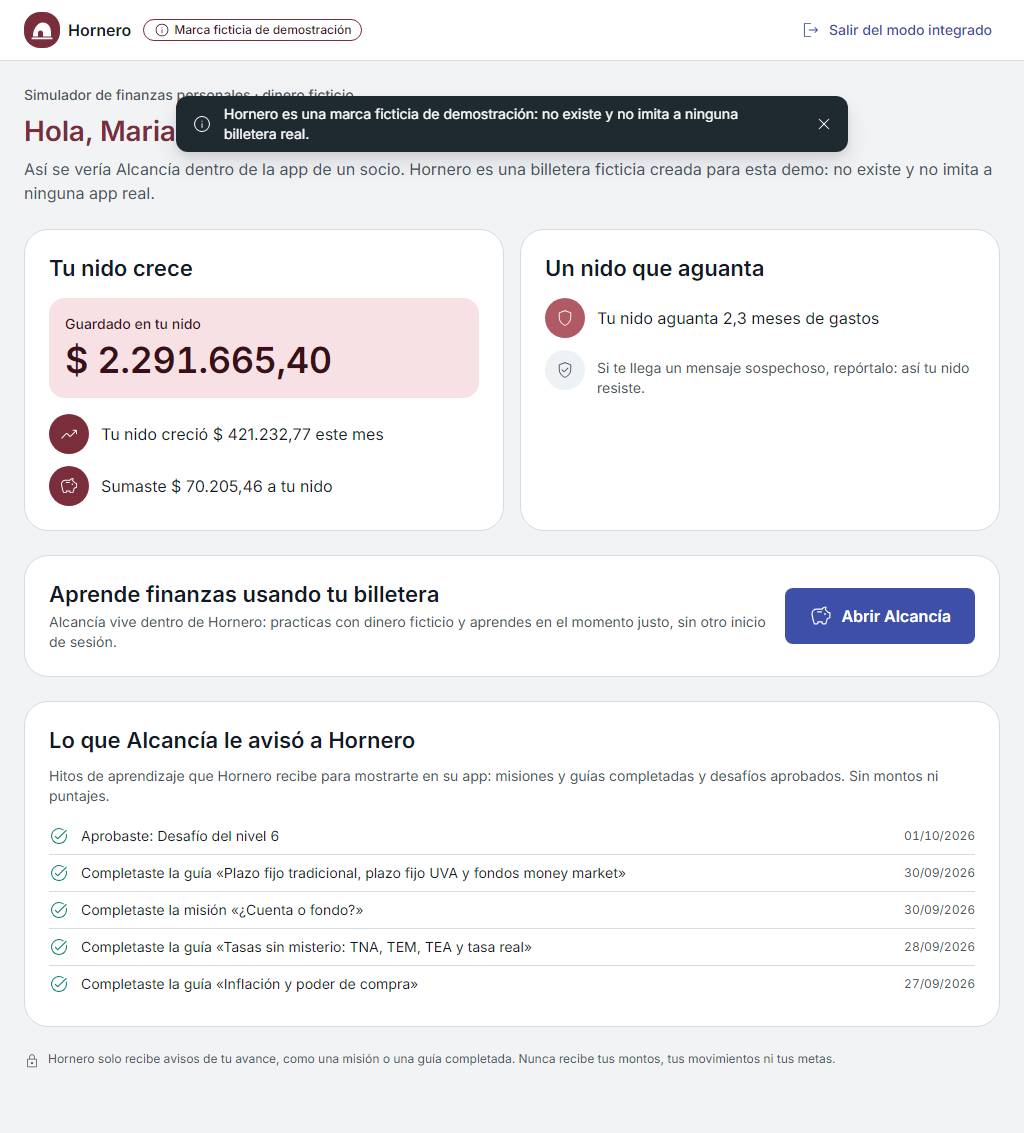 Hornero
Marca ficticia de demostración
Salir del modo integrado
Simulador de finanzas personales · dinero ficticio
Hornero es una marca ficticia de demostración: no existe y no imita a ninguna
billetera real.
Hola, Maria
Así se vería Alcancía dentro de la app de un socio. Hornero es una billetera ficticia creada para esta demo: no existe y no imita a
ninguna app real.
Tu nido crece
Guardado en tu nido
$ 2.291.665,40
Tu nido creció $ 421.232,77 este mes
Sumaste $ 70.205,46 a tu nido
Un nido que aguanta
Tu nido aguanta 2,3 meses de gastos
Si te llega un mensaje sospechoso, repórtalo: así tu nido
resiste.
Aprende finanzas usando tu billetera
Alcancía vive dentro de Hornero: practicas con dinero ficticio y aprendes en el momento justo, sin otro inicio
de sesión.
Abrir Alcancía
Lo que Alcancía le avisó a Hornero
Hitos de aprendizaje que Hornero recibe para mostrarte en su app: misiones y guías completadas y desafíos aprobados. Sin montos ni
puntajes.
Aprobaste: Desafío del nivel 6
01/10/2026
Completaste la guía «Plazo fijo tradicional, plazo fijo UVA y fondos money market»
30/09/2026
Completaste la misión «¿Cuenta o fondo?»
30/09/2026
Completaste la guía «Tasas sin misterio: TNA, TEM, TEA y tasa real»
28/09/2026
Completaste la guía «Inflación y poder de compra»
27/09/2026
Hornero solo recibe avisos de tu avance, como una misión o una guía completada. Nunca recibe tus montos, tus movimientos ni tus metas.